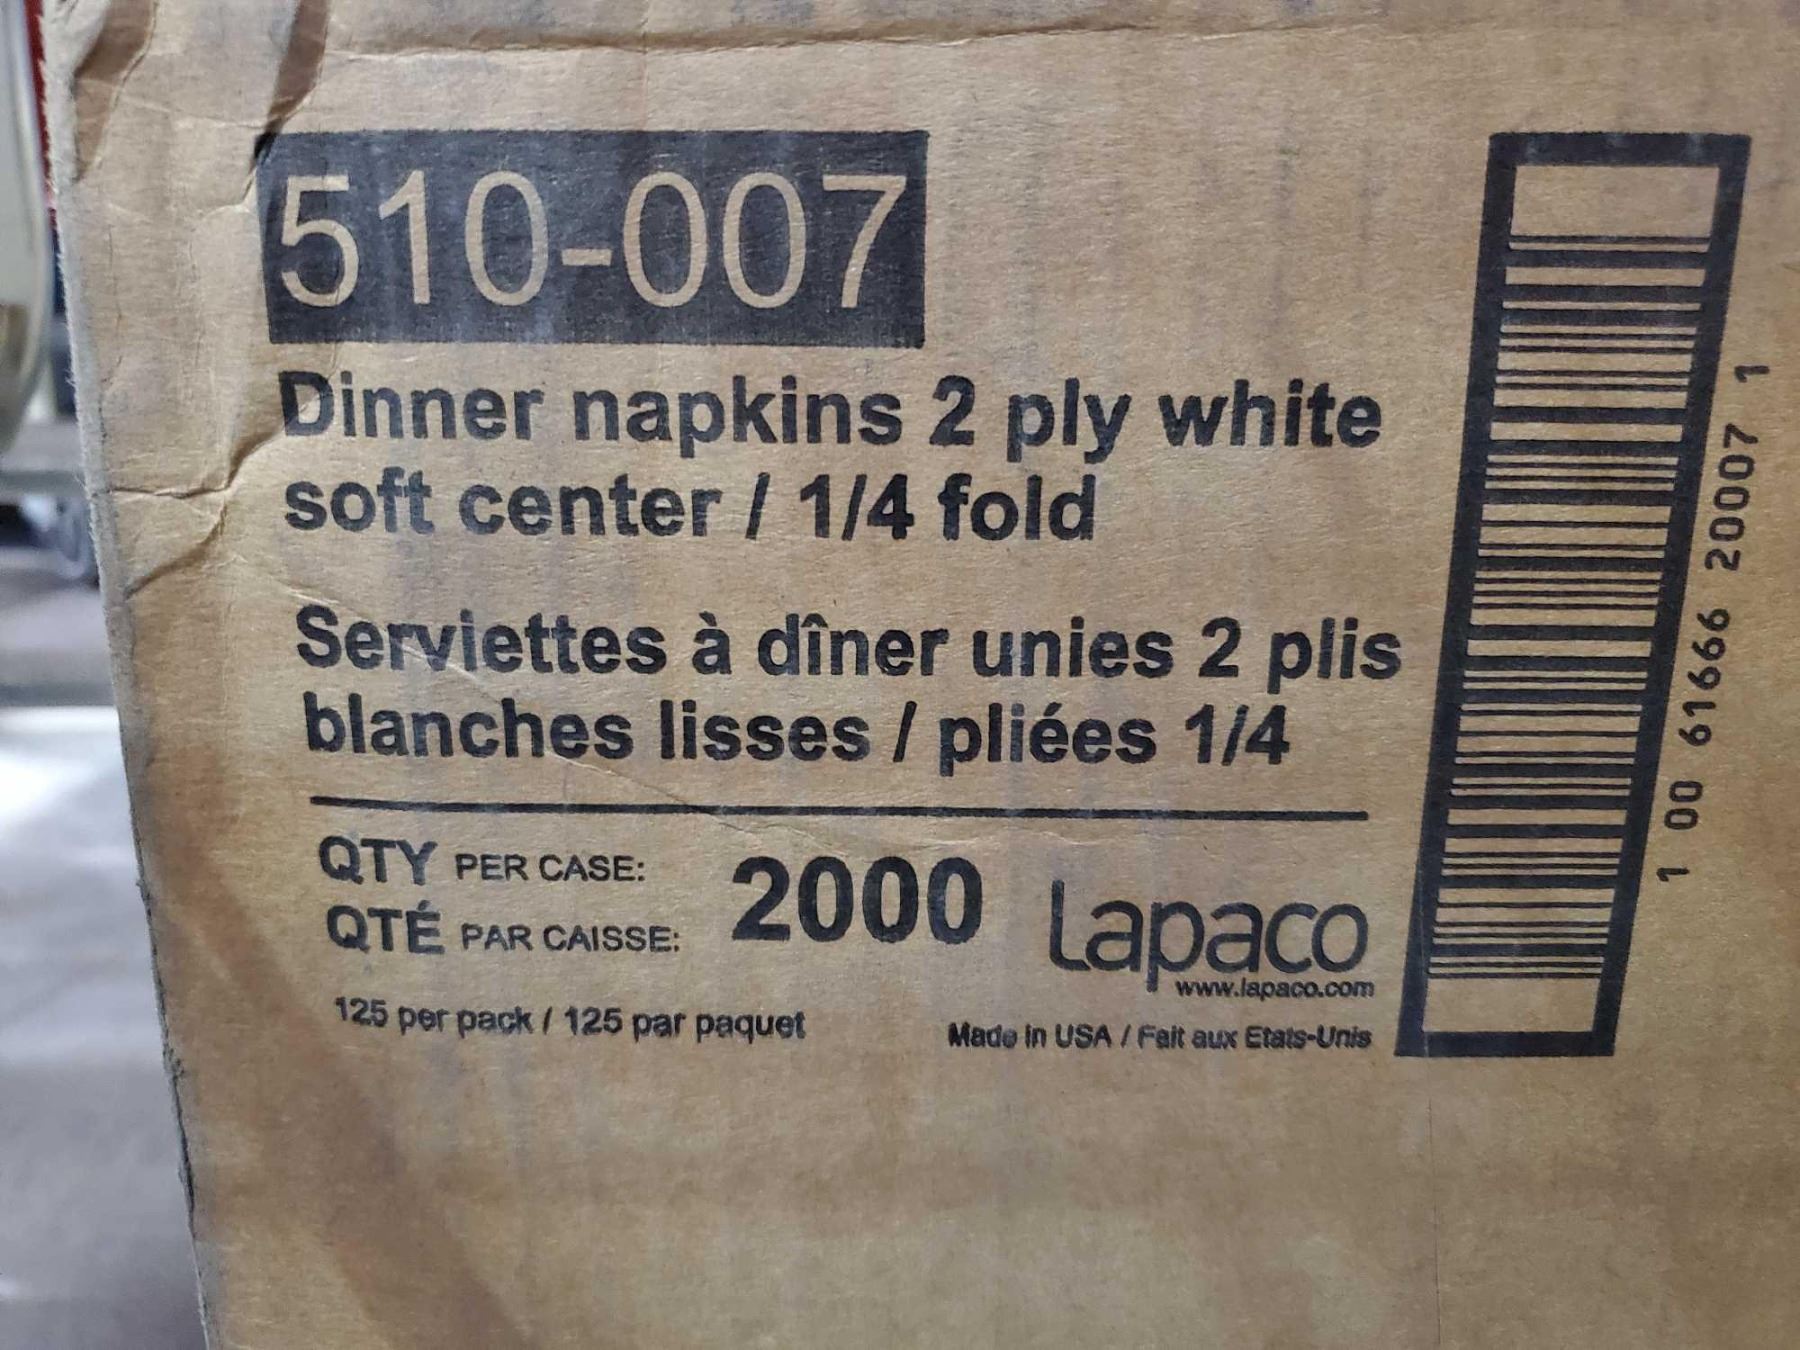 510-007
Dinner napkins 2 ply white
soft center / 1/4 fold
Serviettes à dîner unies 2 plis
blanches lisses / pliées 1/4
QTY PER CASE:
QTÉ PAR CAISSE:
2000
Lapaco
www.lapaco.com
125 per pack / 125 par paquet
Made in USA / Fait aux Etats-Unis
1 00 61666 20007 1